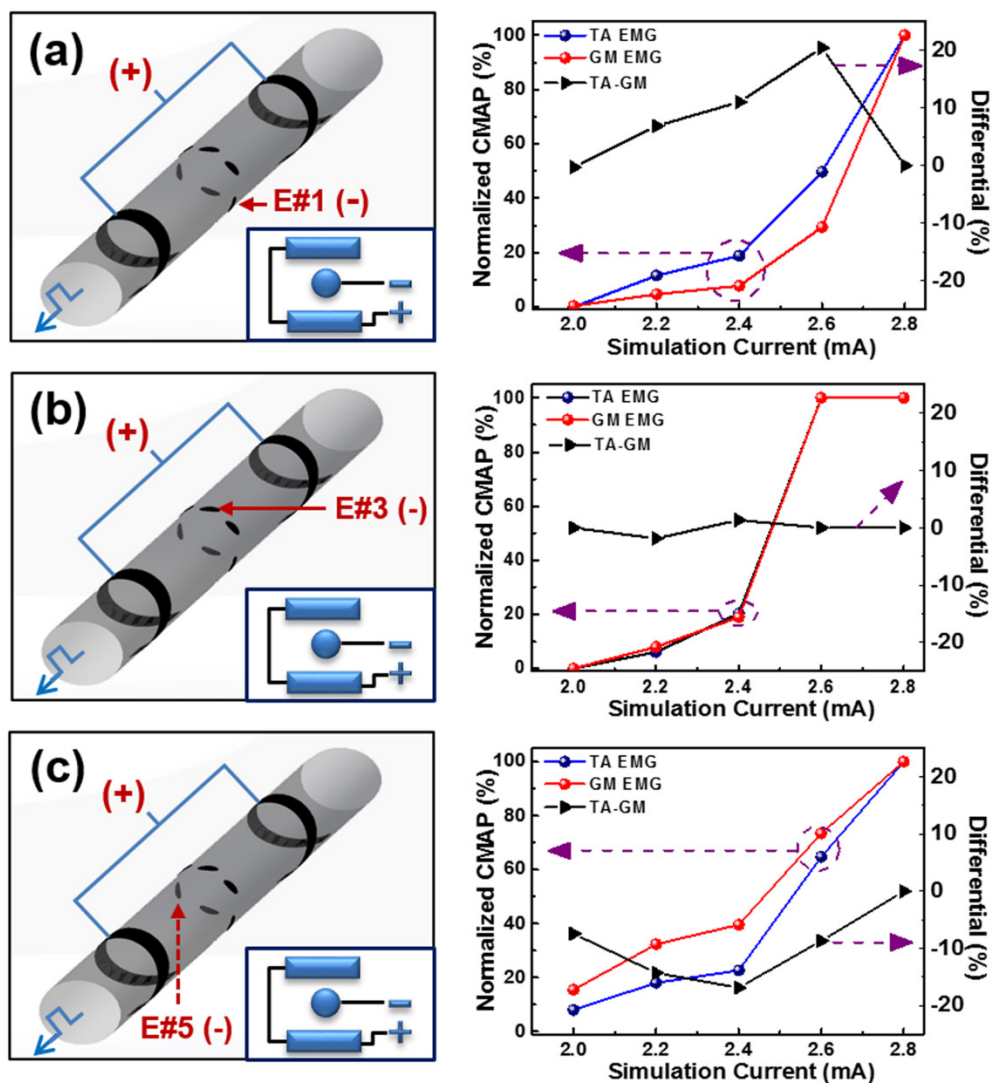 (a)
(+)
E#1 (-)
TA EMG
GM EMG
TA-GM
Normalized CMAP (%)
100
80
60
40
20
0
Differential (%)
20
10
0
-10
-20
2.0 2.2 2.4 2.6 2.8
Simulation Current (mA)
(b)
(+)
E#3 (-)
TA EMG
GM EMG
TA-GM
Normalized CMAP (%)
100
80
60
40
20
0
Differential (%)
20
10
0
-10
-20
2.0 2.2 2.4 2.6 2.8
Simulation Current (mA)
(c)
(+)
E#5 (-)
TA EMG
GM EMG
TA-GM
Normalized CMAP (%)
100
80
60
40
20
0
Differential (%)
20
10
0
-10
-20
2.0 2.2 2.4 2.6 2.8
Simulation Current (mA)